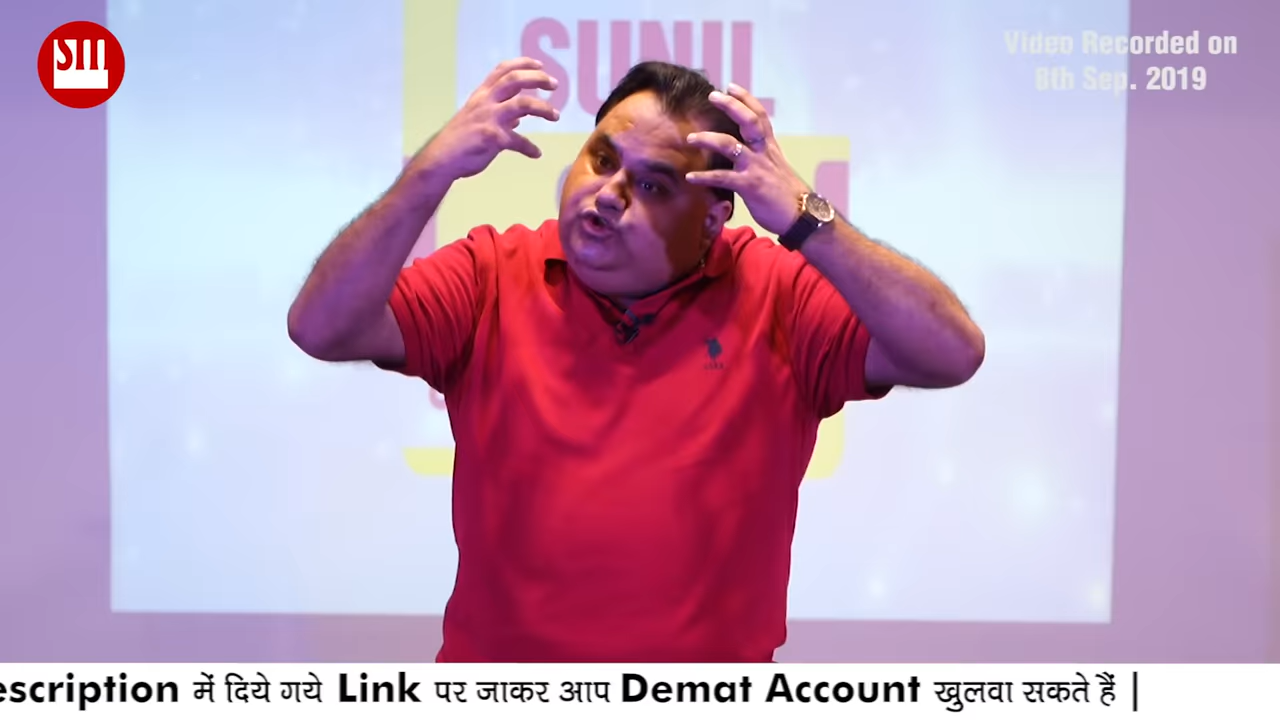 SUNIL
Video Recorded on
8th Sep. 2019
escription में दिये गये Link पर जाकर आप Demat Account खुलवा सकते हैं |